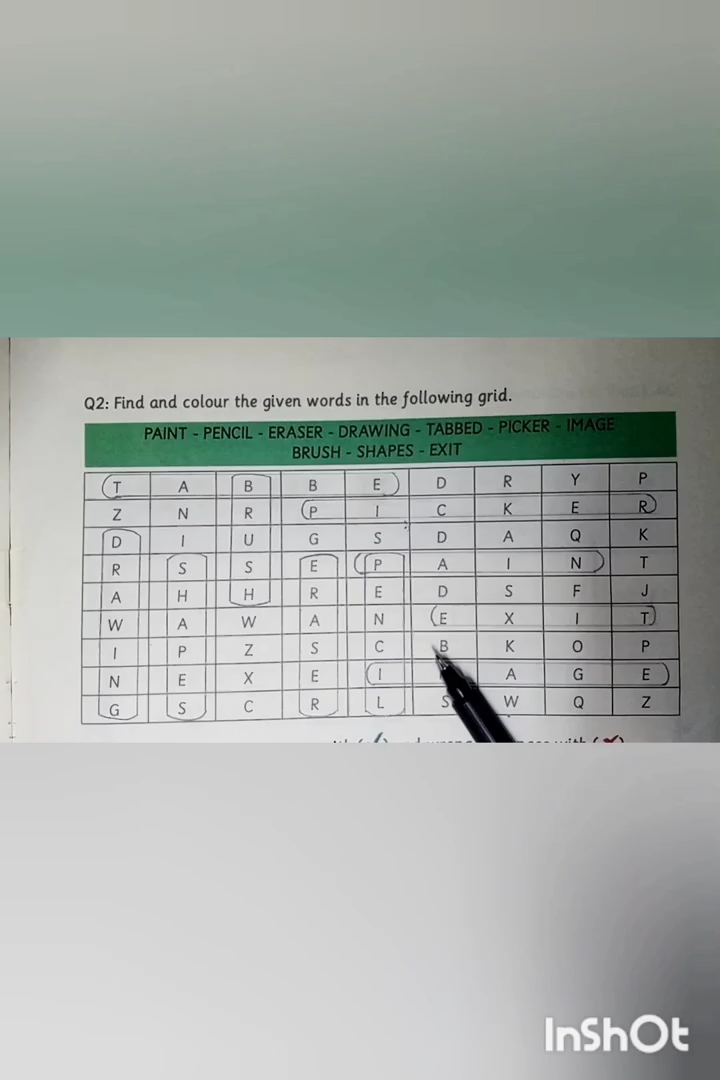 Q2: Find and colour the given words in the following grid.
PAINT - PENCIL - ERASER - DRAWING - TABBED - PICKER - IMAGE
BRUSH - SHAPES - EXIT
T A B B E D R Y P
Z N R P I C K E R
D I U G S D A Q K
R S S E P A I N T
A H H R E D S F J
W A W A N E X I T
I P Z S C B K O P
N E X E I A G E
G S C R L S W Q Z
with
InShOt